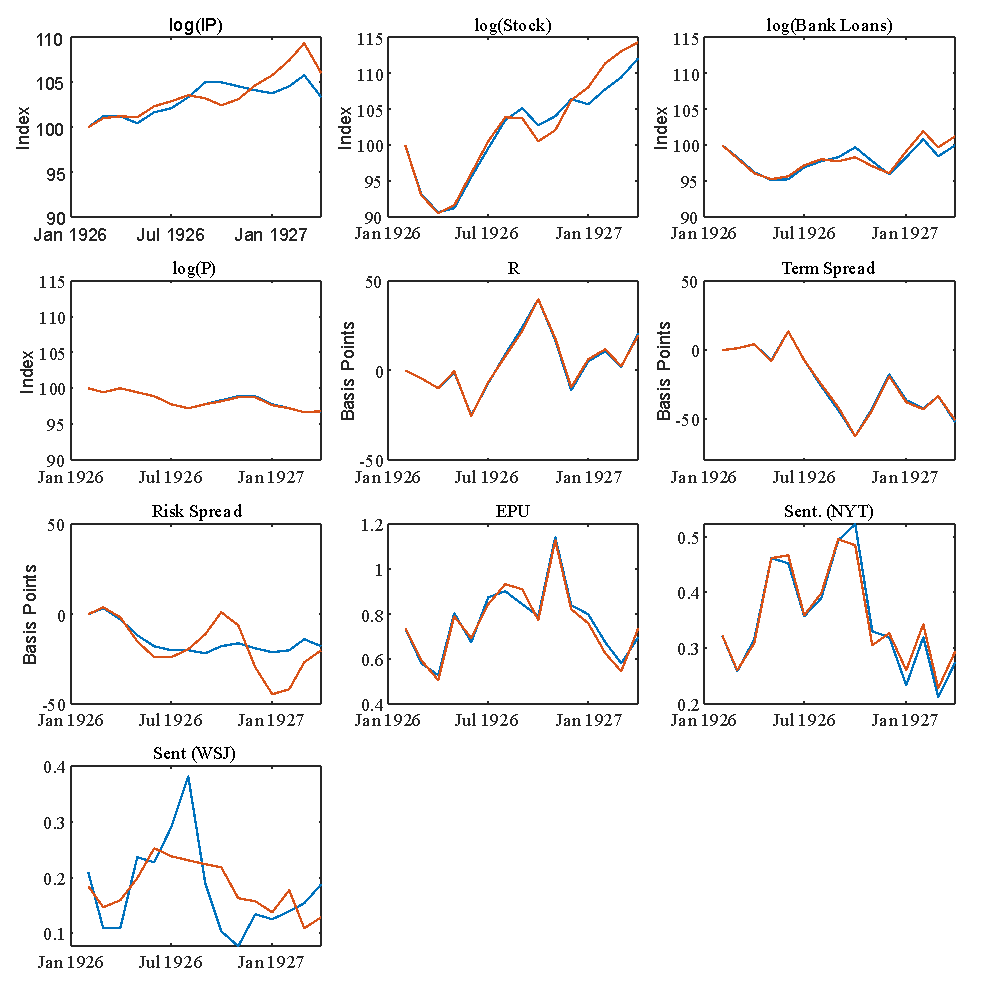 log(IP)
110
105
100
95
90
Index
Jan 1926
Jul 1926
Jan 1927
log(Stock)
115
110
105
100
95
90
Index
Jan 1926
Jul 1926
Jan 1927
log(Bank Loans)
115
110
105
100
95
90
Index
Jan 1926
Jul 1926
Jan 1927
log(P)
115
110
105
100
95
90
Index
Jan 1926
Jul 1926
Jan 1927
R
50
0
-50
Basis Points
Jan 1926
Jul 1926
Jan 1927
Term Spread
50
0
-50
Basis Points
Jan 1926
Jul 1926
Jan 1927
Risk Spread
50
0
-50
Basis Points
Jan 1926
Jul 1926
Jan 1927
EPU
1.2
1
0.8
0.6
0.4
Jan 1926
Jul 1926
Jan 1927
Sent. (NYT)
0.5
0.4
0.3
0.2
Jan 1926
Jul 1926
Jan 1927
Sent (WSJ)
0.4
0.3
0.2
0.1
Jan 1926
Jul 1926
Jan 1927